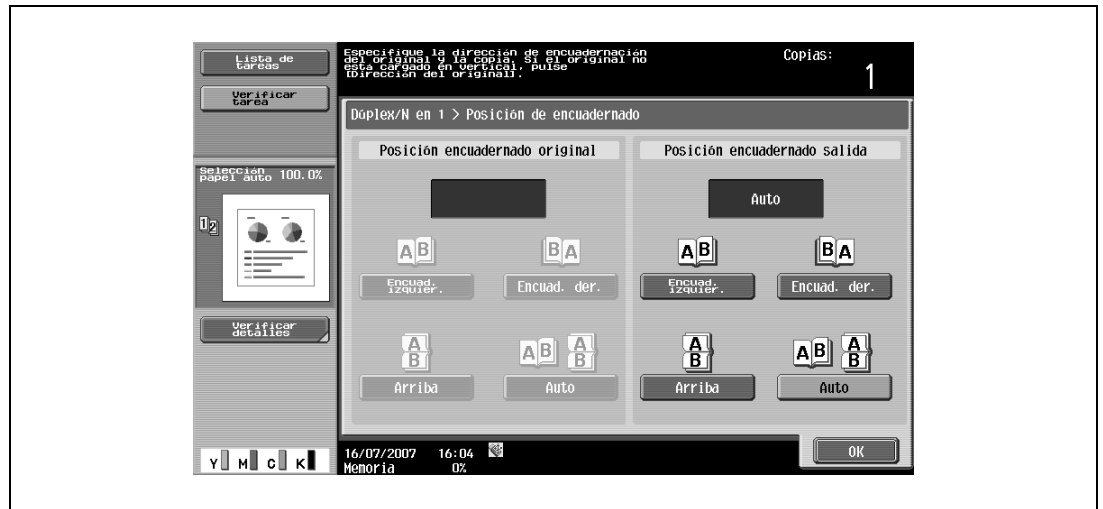 Lista de
tareas
Verificar
tarea
Especifique la dirección de encuadernación
del original y la copia. Si el original no
está cargado en vertical, pulse
[Dirección del original].
Copias:
1
Dúplex/N en 1 > Posición de encuadernado
Posición encuadernado original
Posición encuadernado salida
Selección
papel auto 100.0%
1 2
Auto
A B
B A
A B
B A
Encuad.
izquier.
Encuad. der.
Encuad.
izquier.
Encuad. der.
Verificar
detalles
A
B
A B
A
B
A
B
A B
A
B
Arriba
Auto
Arriba
Auto
Y M C K
16/07/2007 16:04
Memoria 0%
OK